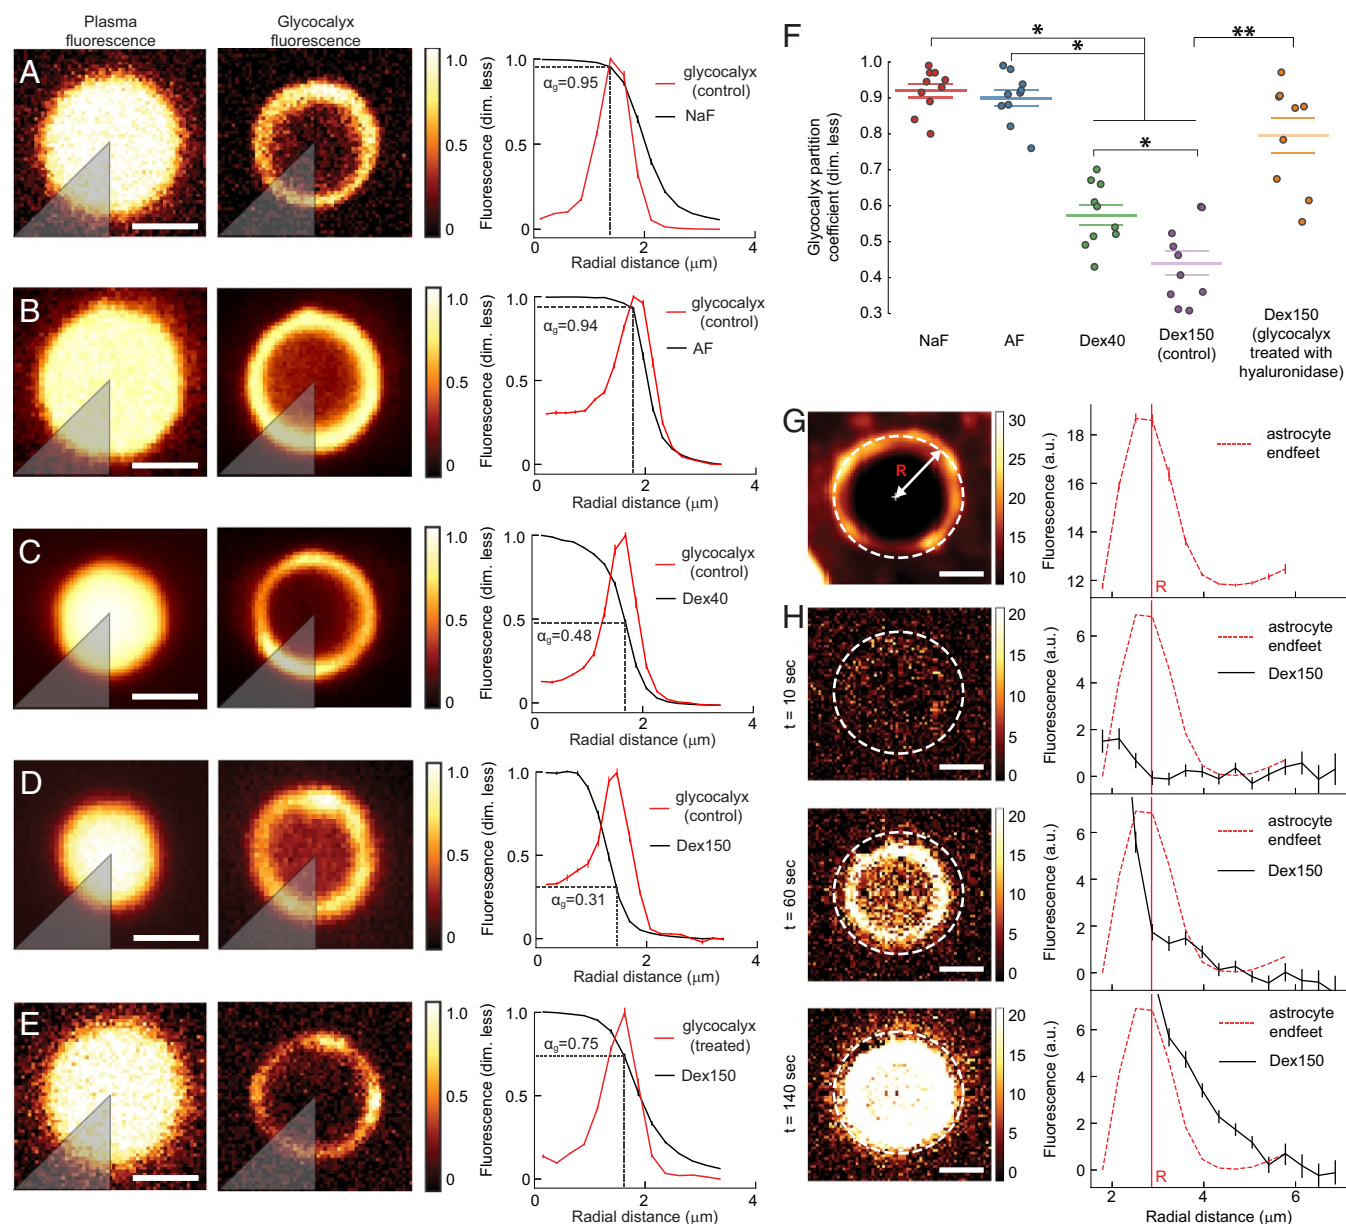 Plasma
fluorescence
Glycocalyx
fluorescence
A
1.0
0.5
0
Fluorescence (dim. less)
1.0
0.5
0
αg=0.95
glycocalyx
(control)
NaF
0 2 4
Radial distance (μm)
B
1.0
0.5
0
Fluorescence (dim. less)
1.0
0.5
0
αg=0.94
glycocalyx
(control)
AF
0 2 4
Radial distance (μm)
C
1.0
0.5
0
Fluorescence (dim. less)
1.0
0.5
0
αg=0.48
glycocalyx
(control)
Dex40
0 2 4
Radial distance (μm)
D
1.0
0.5
0
Fluorescence (dim. less)
1.0
0.5
0
αg=0.31
glycocalyx
(control)
Dex150
0 2 4
Radial distance (μm)
E
1.0
0.5
0
Fluorescence (dim. less)
1.0
0.5
0
αg=0.75
glycocalyx
(treated)
Dex150
0 2 4
Radial distance (μm)
F
* * * **
Glycocalyx partition
coefficient (dim. less)
1.0
0.9
0.8
0.7
0.6
0.5
0.4
0.3
NaF
AF
Dex40
Dex150
(control)
Dex150
(glycocalyx
treated with
hyaluronidase)
G
R
30
25
20
15
10
Fluorescence (a.u.)
18
16
14
12
astrocyte
endfeet
R
H
t = 10 sec
20
15
10
5
0
Fluorescence (a.u.)
6
4
2
0
astrocyte
endfeet
Dex150
t = 60 sec
20
15
10
5
0
Fluorescence (a.u.)
6
4
2
0
astrocyte
endfeet
Dex150
t = 140 sec
20
15
10
5
0
Fluorescence (a.u.)
6
4
2
0
astrocyte
endfeet
Dex150
R
2 4 6
Radial distance (μm)